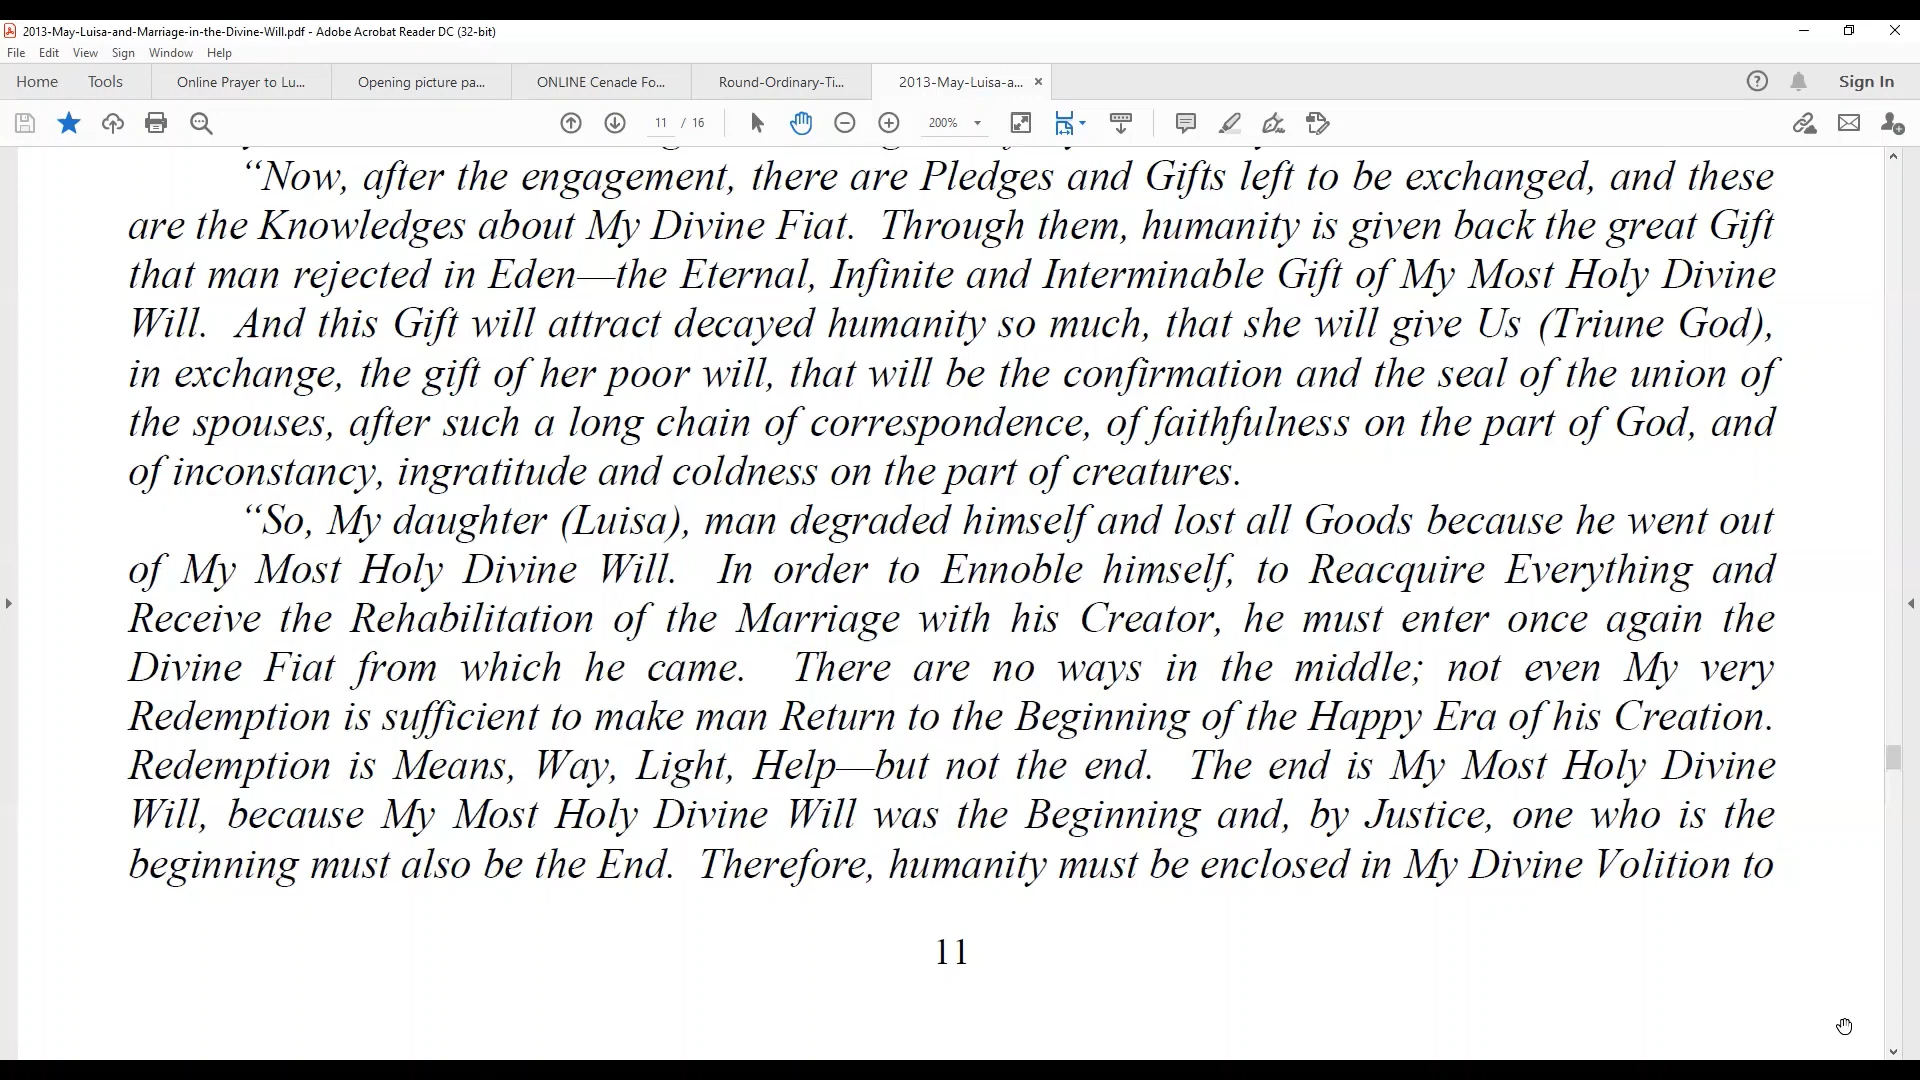 2013-May-Luisa-and-Marriage-in-the-Divine-Will.pdf - Adobe Acrobat Reader DC (32-bit)
File Edit View Sign Window Help
Home Tools Online Prayer to Lu... Opening picture pa... ONLINE Cenacle Fo... Round-Ordinary-Ti... 2013-May-Luisa-a... Sign In
11 / 16 200%
“Now, after the engagement, there are Pledges and Gifts left to be exchanged, and these
are the Knowledges about My Divine Fiat. Through them, humanity is given back the great Gift
that man rejected in Eden—the Eternal, Infinite and Interminable Gift of My Most Holy Divine
Will. And this Gift will attract decayed humanity so much, that she will give Us (Triune God),
in exchange, the gift of her poor will, that will be the confirmation and the seal of the union of
the spouses, after such a long chain of correspondence, of faithfulness on the part of God, and
of inconstancy, ingratitude and coldness on the part of creatures.
“So, My daughter (Luisa), man degraded himself and lost all Goods because he went out
of My Most Holy Divine Will. In order to Ennoble himself, to Reacquire Everything and
Receive the Rehabilitation of the Marriage with his Creator, he must enter once again the
Divine Fiat from which he came. There are no ways in the middle; not even My very
Redemption is sufficient to make man Return to the Beginning of the Happy Era of his Creation.
Redemption is Means, Way, Light, Help—but not the end. The end is My Most Holy Divine
Will, because My Most Holy Divine Will was the Beginning and, by Justice, one who is the
beginning must also be the End. Therefore, humanity must be enclosed in My Divine Volition to
11